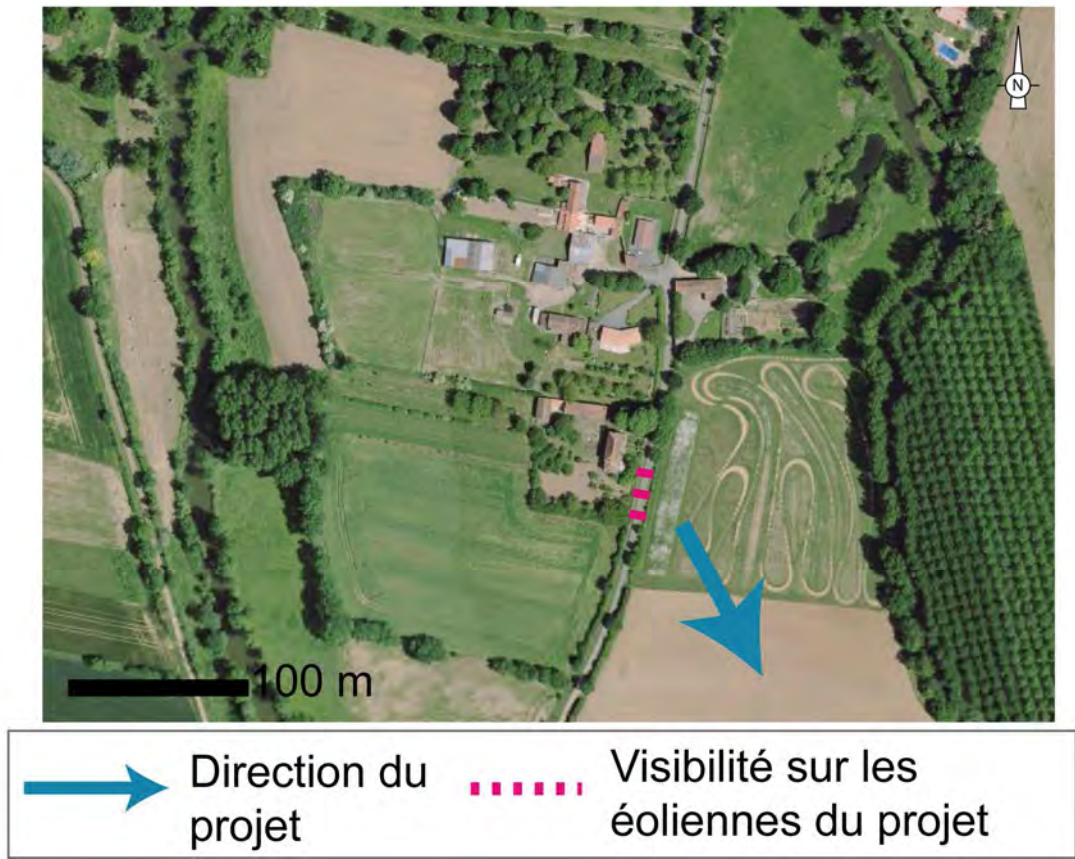 N
100 m
Direction du
projet
Visibilité sur les
éoliennes du projet